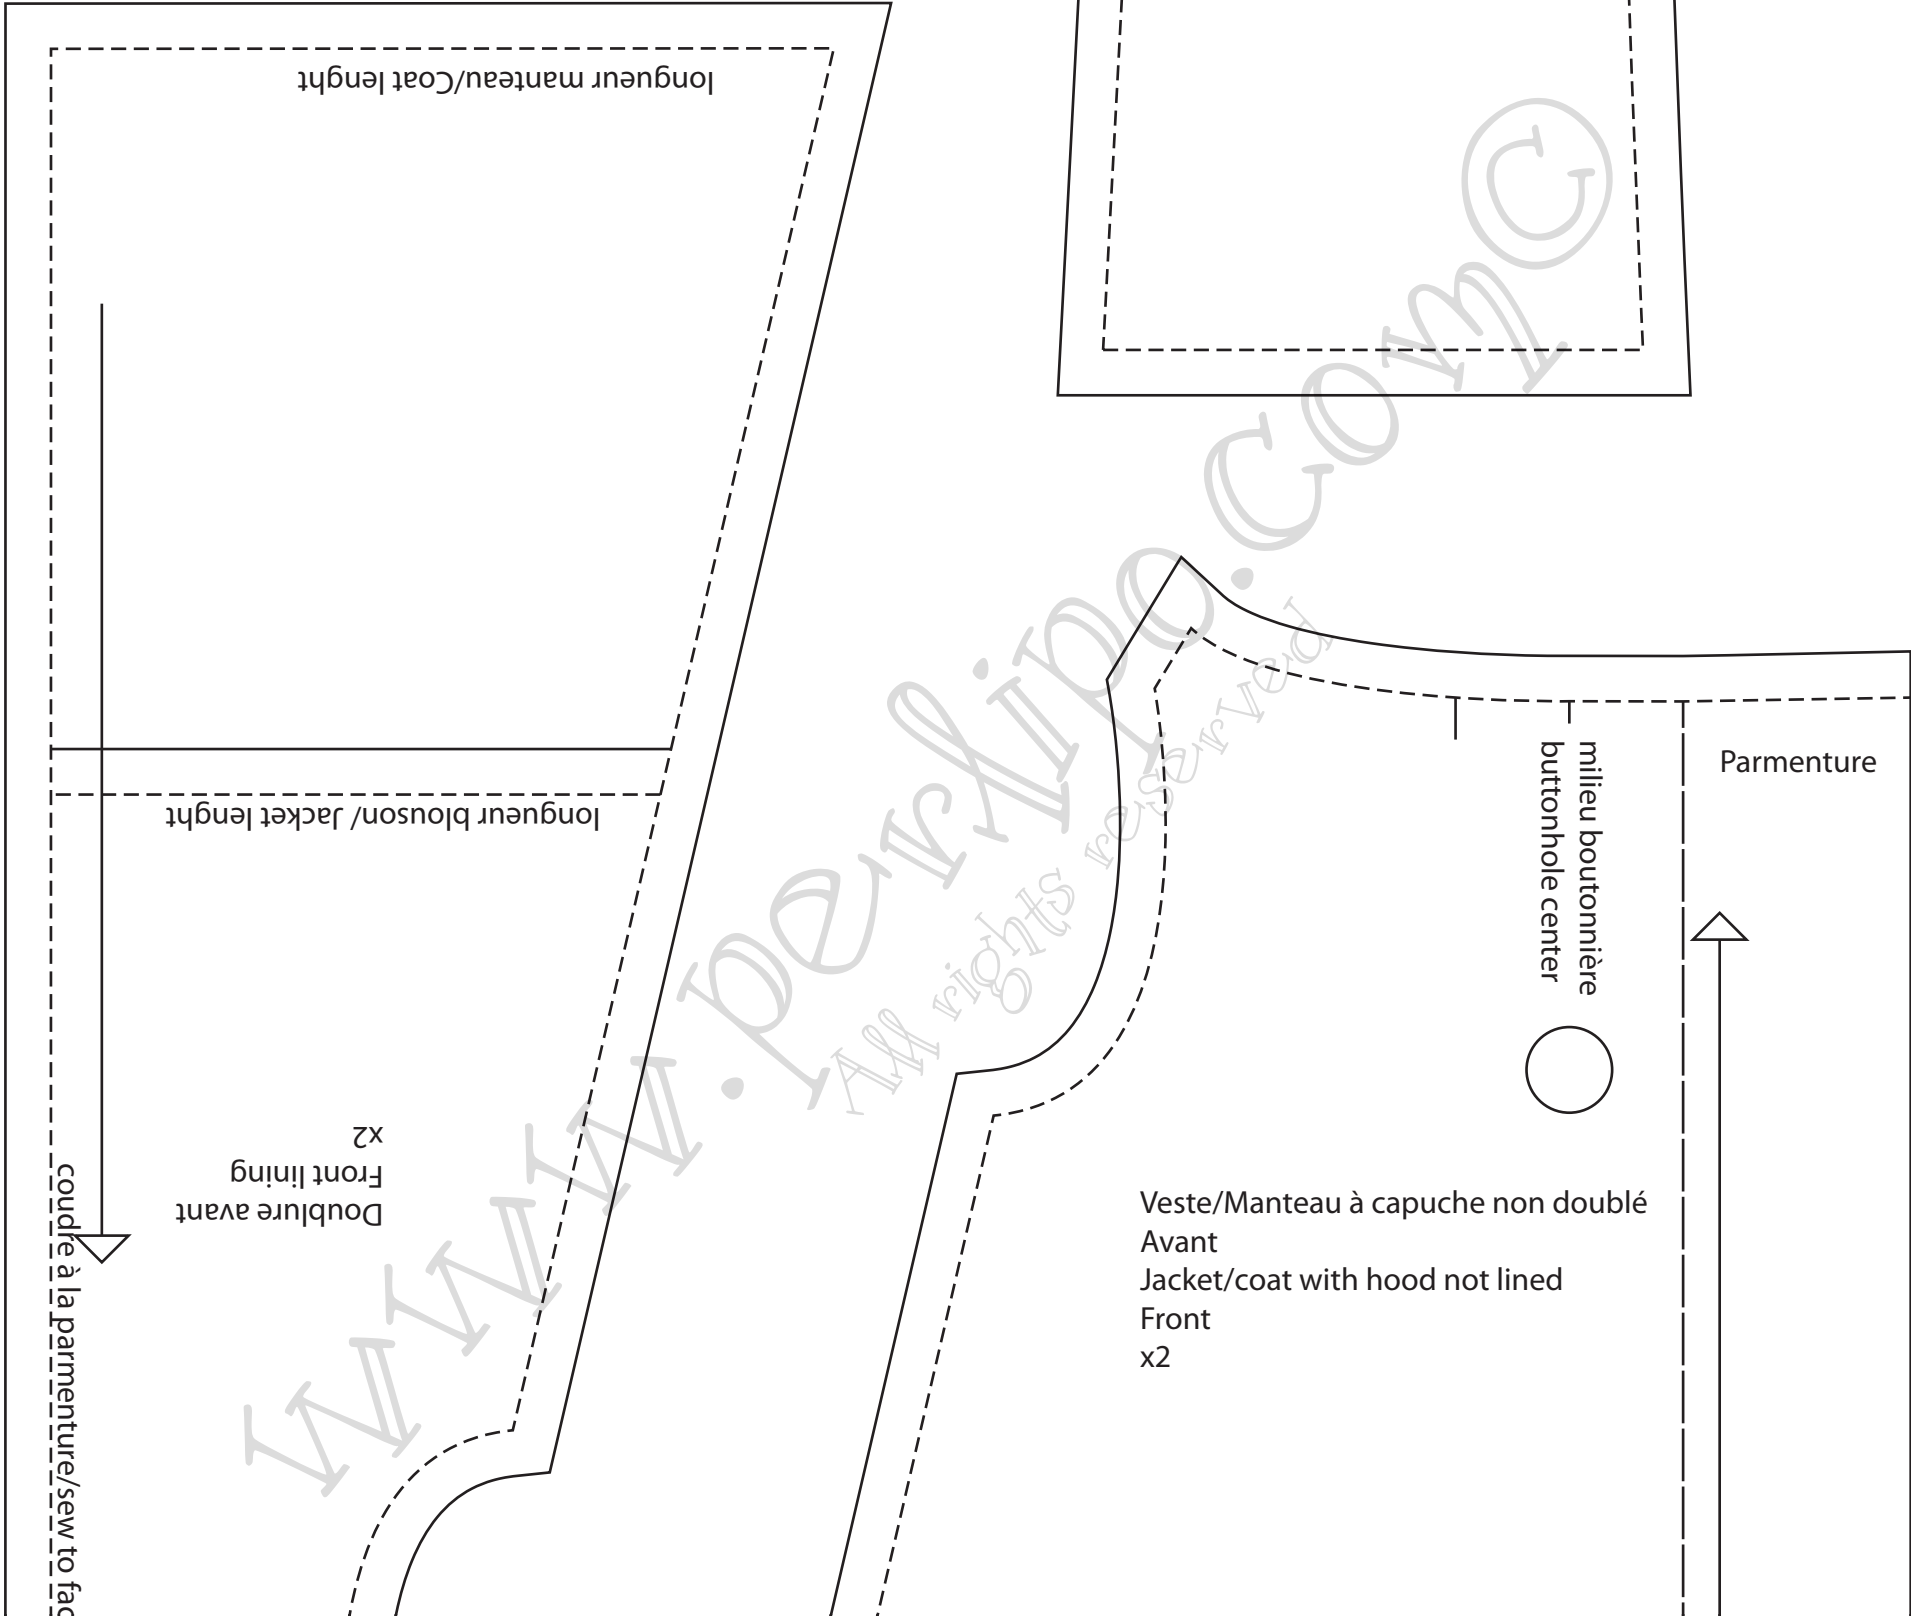 longueur manteau/Coat lenght
longueur blouson/ Jacket lenght
Doublure avant
Front lining
x2
coudre à la parmenture/sew to fac
milieu boutonnière
buttonhole center
Parmenture
Veste/Manteau à capuche non doublé
Avant
Jacket/coat with hood not lined
Front
x2
www.perlipo.com©
All rights reserved